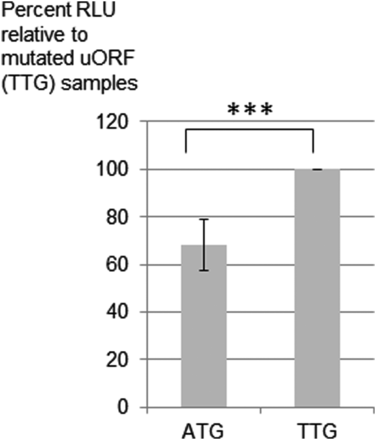 Percent RLU
relative to
mutated uORF
(TTG) samples
***
120
100
80
60
40
20
0
ATG TTG